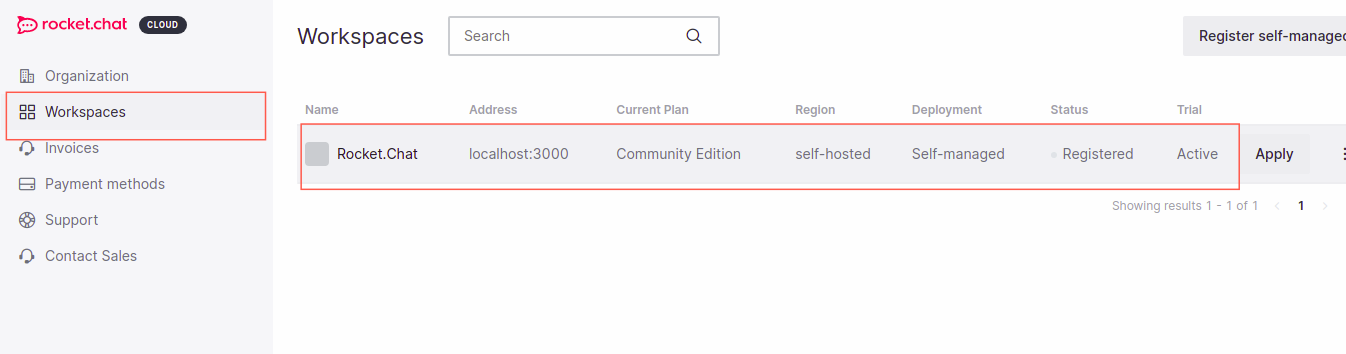 rocket.chat CLOUD
Organization
Workspaces
Invoices
Payment methods
Support
Contact Sales
Workspaces Search Register self-managed
Name Address Current Plan Region Deployment Status Trial
Rocket.Chat localhost:3000 Community Edition self-hosted Self-managed Registered Active Apply
Showing results 1 - 1 of 1 < 1 >